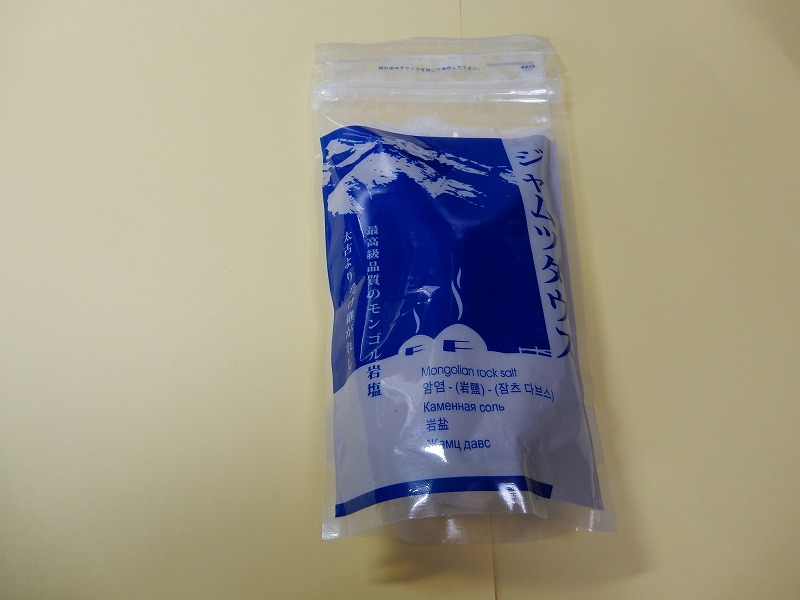 ジャムツダウス
最高級品質のモンゴル岩塩
太古より
Mongolian rock salt
암염 - (岩鹽) - (잠츠 다브스)
Каменная соль
岩盐
Жамц давс